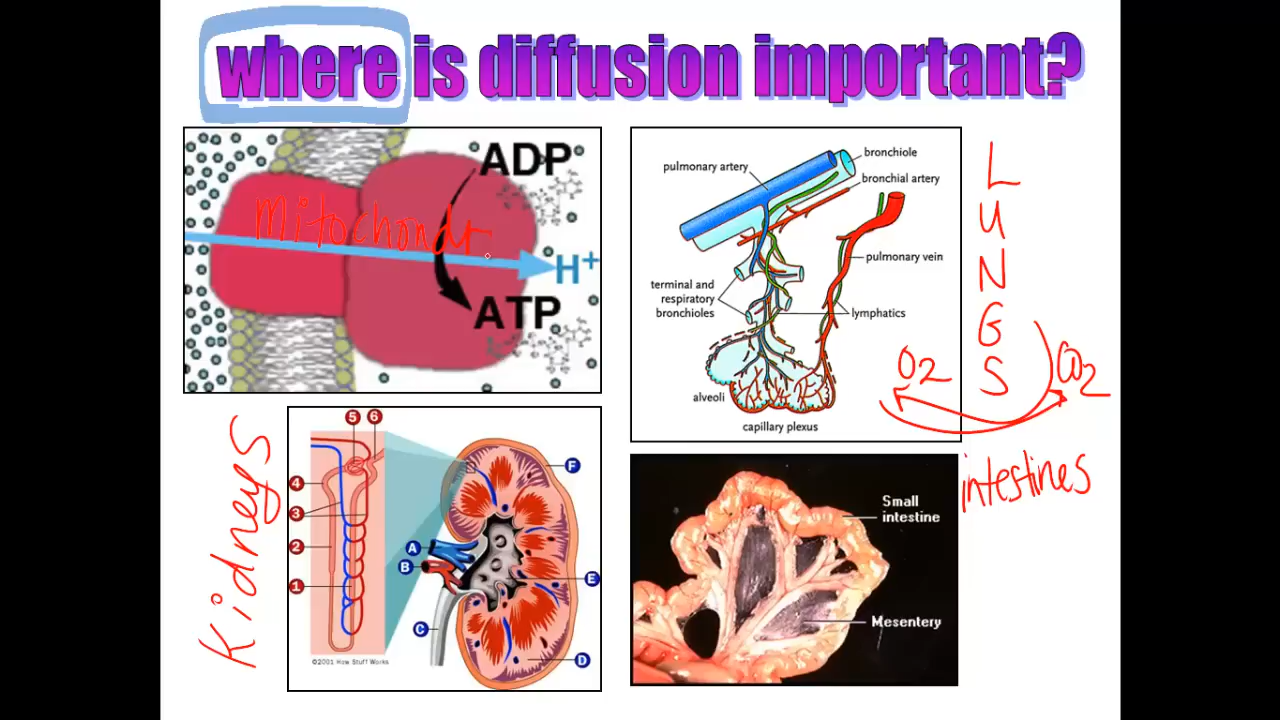 where is diffusion important?
ADP
Mitochondr
H+
ATP
pulmonary artery
bronchiole
bronchial artery
pulmonary vein
terminal and
respiratory
bronchioles
lymphatics
alveoli
capillary plexus
L
U
N
G
S
O2
CO2
Kidneys
5
6
4
3
2
1
A
B
C
F
E
D
©2001 How Stuff Works
intestines
Small
intestine
Mesentery